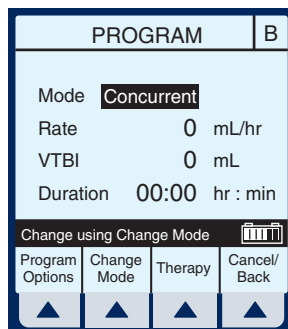 PROGRAM B
Mode Concurrent
Rate 0 mL/hr
VTBI 0 mL
Duration 00:00 hr : min
Change using Change Mode
Program Options Change Mode Therapy Cancel/ Back